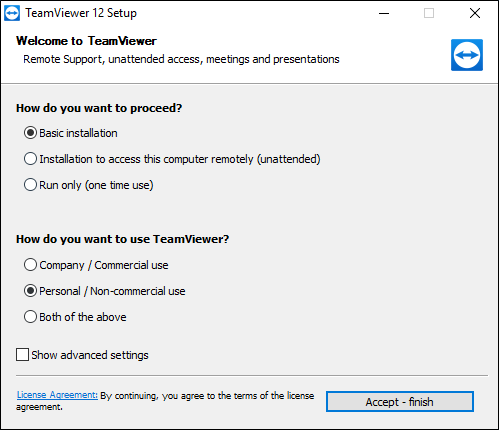 TeamViewer 12 Setup
Welcome to TeamViewer
Remote Support, unattended access, meetings and presentations
How do you want to proceed?
Basic installation
Installation to access this computer remotely (unattended)
Run only (one time use)
How do you want to use TeamViewer?
Company / Commercial use
Personal / Non-commercial use
Both of the above
Show advanced settings
License Agreement: By continuing, you agree to the terms of the license
agreement.
Accept - finish